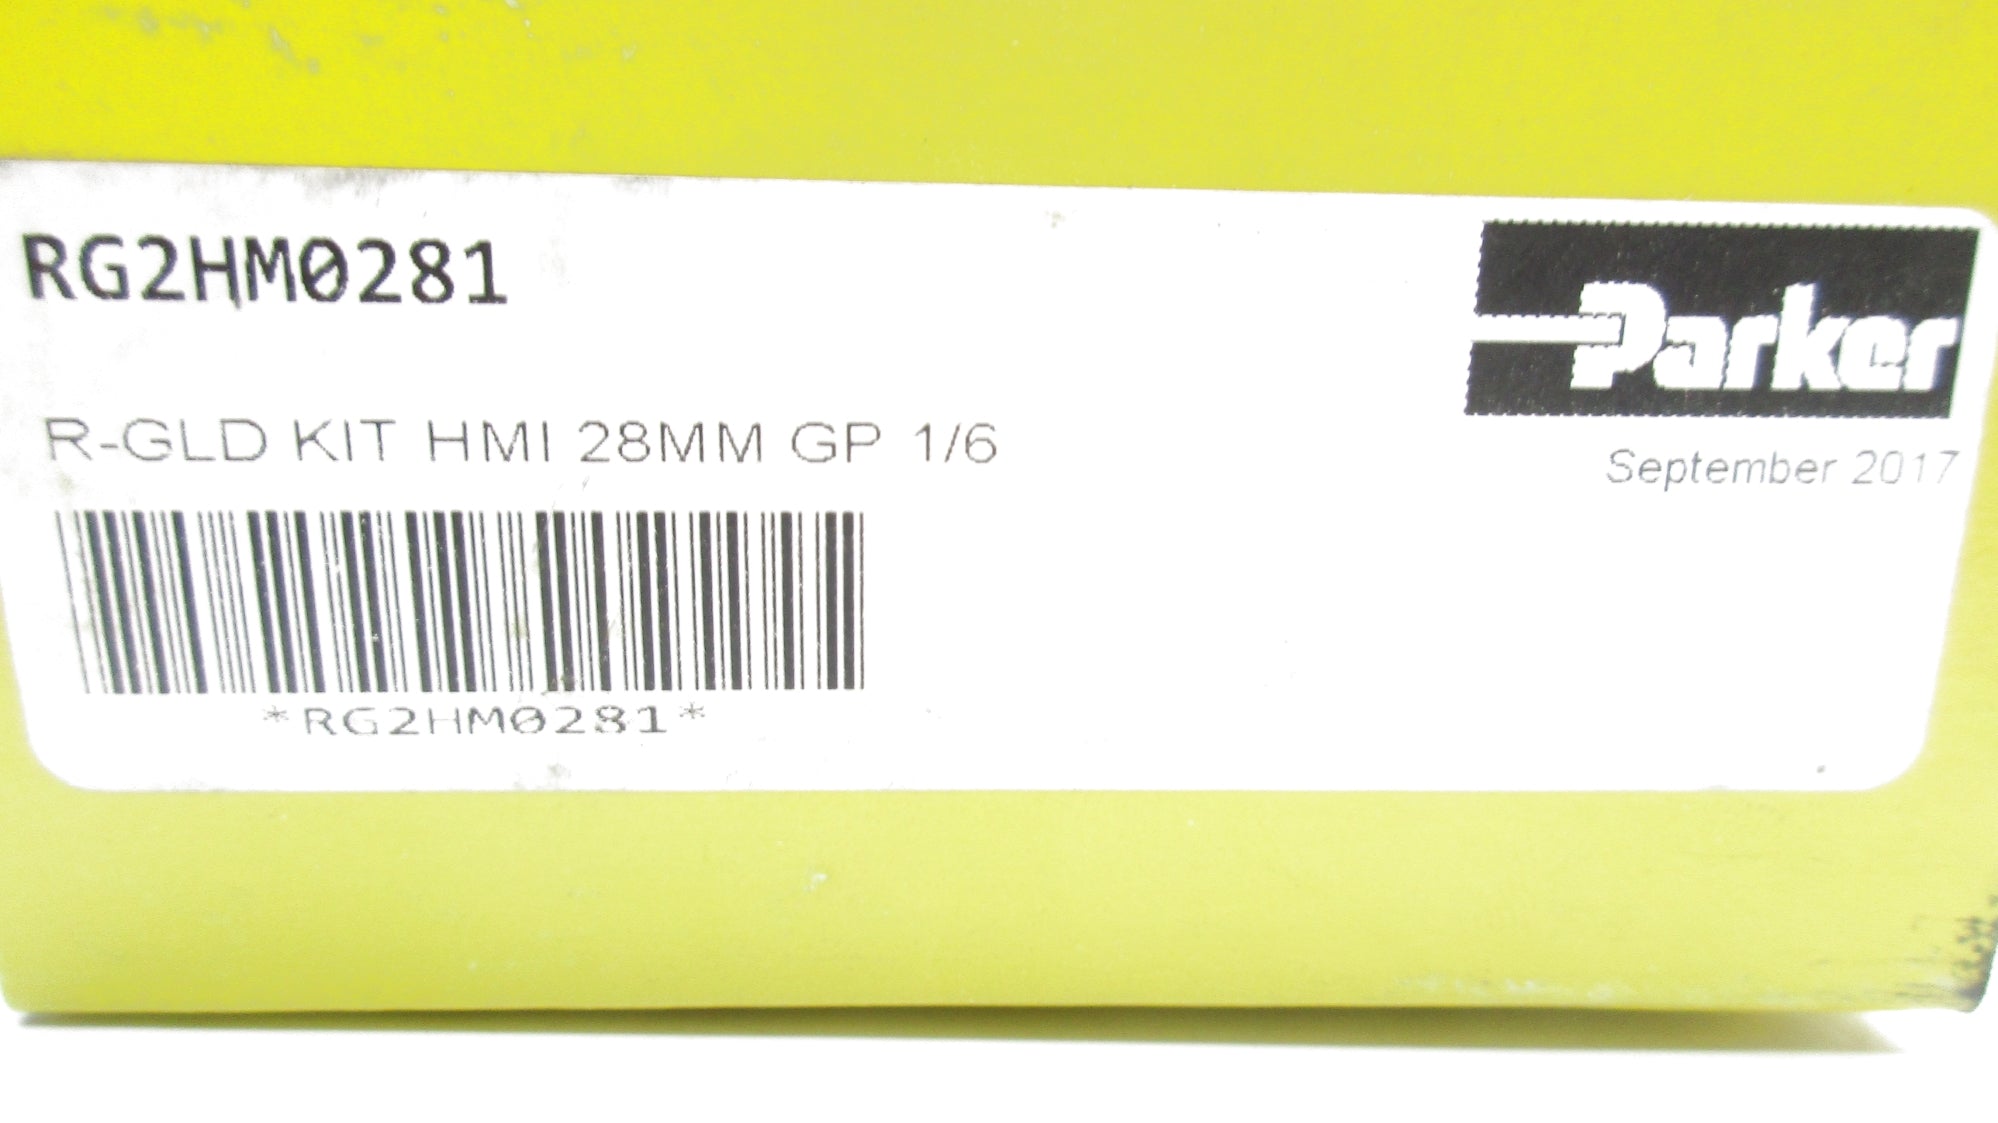 RG2HM0281
Parker
R-GLD KIT HMI 28MM GP 1/6
September 2017
*RG2HM0281*